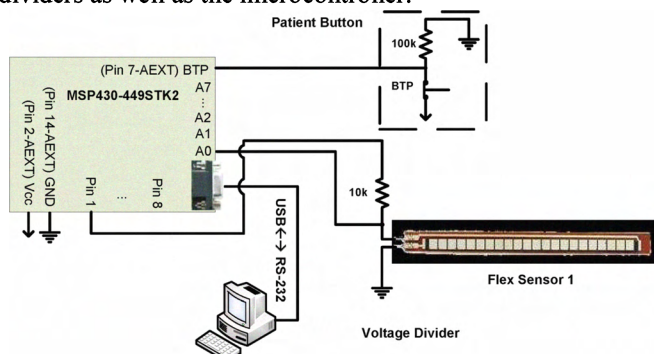 dividers as well as the microcontroller.
Patient Button
100k
(Pin 7-AEXT) BTP
BTP
A7
MSP430-449STK2
⋮
A2
A1
A0
(Pin 2-AEXT) Vcc
(Pin 14-AEXT) GND
Pin 1
...
Pin 8
10k
USB←→ RS-232
Flex Sensor 1
Voltage Divider